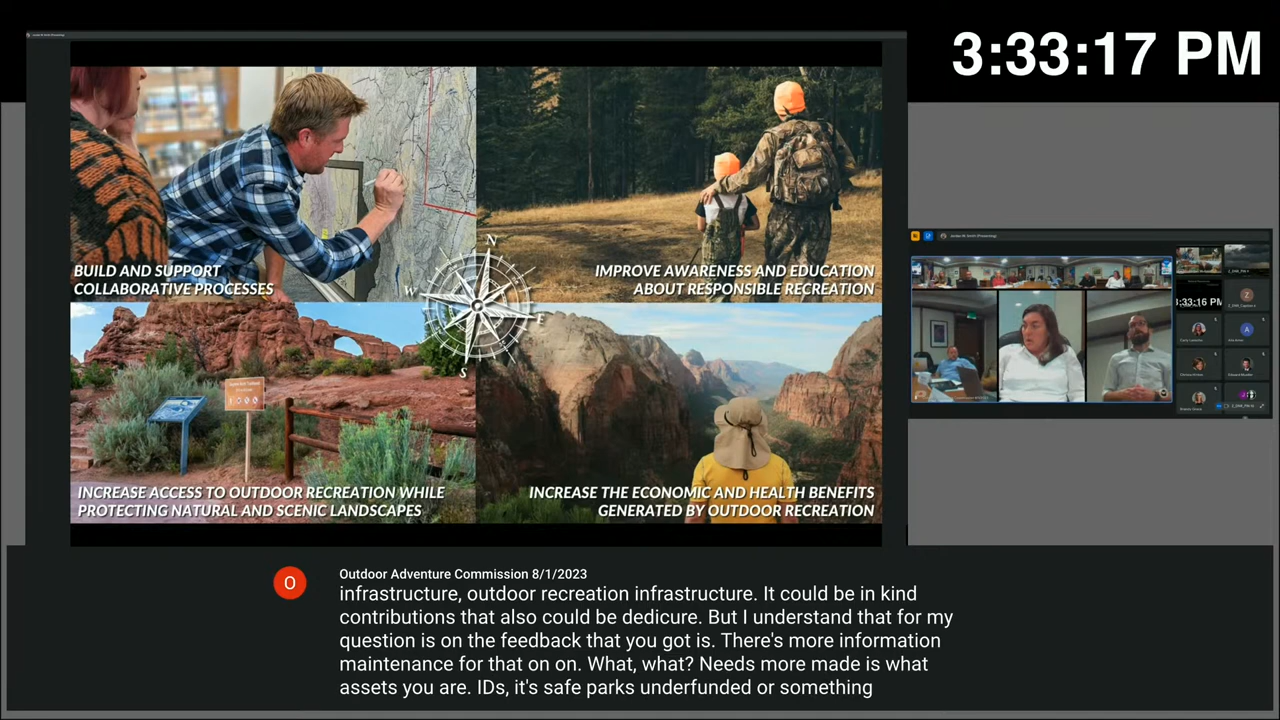 3:33:17 PM
BUILD AND SUPPORT
COLLABORATIVE PROCESSES
IMPROVE AWARENESS AND EDUCATION
ABOUT RESPONSIBLE RECREATION
N
W
E
S
INCREASE ACCESS TO OUTDOOR RECREATION WHILE
PROTECTING NATURAL AND SCENIC LANDSCAPES
INCREASE THE ECONOMIC AND HEALTH BENEFITS
GENERATED BY OUTDOOR RECREATION
3:33:16 PM
O
Outdoor Adventure Commission 8/1/2023
infrastructure, outdoor recreation infrastructure. It could be in kind
contributions that also could be dedicure. But I understand that for my
question is on the feedback that you got is. There's more information
maintenance for that on on. What, what? Needs more made is what
assets you are. IDs, it's safe parks underfunded or something